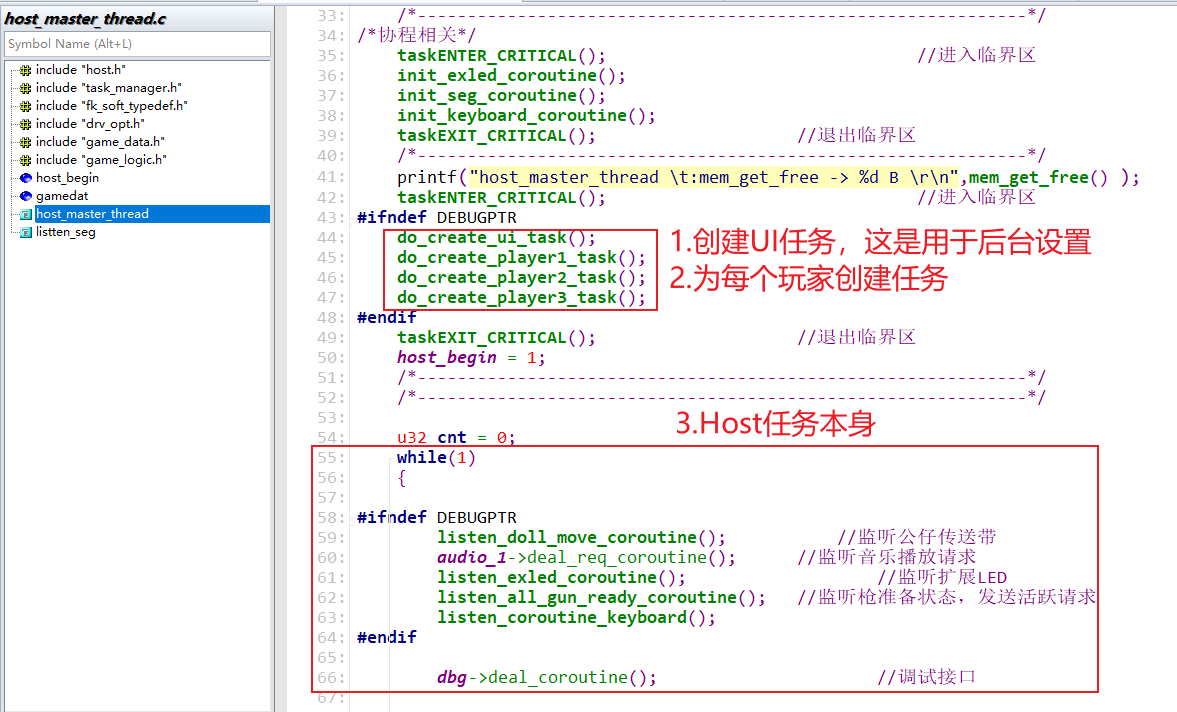 host_master_thread.c
Symbol Name (Alt+L)
include "host.h"
include "task_manager.h"
include "fk_soft_typedef.h"
include "drv_opt.h"
include "game_data.h"
include "game_logic.h"
host_begin
gamedat
host_master_thread
listten_seg
33: /*-------------------------------------------------------------*/
34: /*协程相关*/
35: taskENTER_CRITICAL(); //进入临界区
36: init_exled_coroutine();
37: init_seg_coroutine();
38: init_keyboard_coroutine();
39: taskEXIT_CRITICAL(); //退出临界区
40: /*-------------------------------------------------------------*/
41: printf("host_master_thread \t:mem_get_free -> %d B \r\n",mem_get_free() );
42: taskENTER_CRITICAL(); //进入临界区
43: #ifndef DEBUGPTR
44: do_create_ui_task();
45: do_create_player1_task();
46: do_create_player2_task();
47: do_create_player3_task();
1.创建UI任务，这是用于后台设置
2.为每个玩家创建任务
48: #endif
49: taskEXIT_CRITICAL(); //退出临界区
50: host_begin = 1;
51: /*-------------------------------------------------------------*/
52: /*-------------------------------------------------------------*/
53:
3.Host任务本身
54: u32 cnt = 0;
55: while(1)
56: {
57:
58: #ifndef DEBUGPTR
59: listen_doll_move_coroutine(); //监听公仔传送带
60: audio_1->deal_req_coroutine(); //监听音乐播放请求
61: listen_exled_coroutine(); //监听扩展LED
62: listen_all_gun_ready_coroutine(); //监听枪准备状态，发送活跃请求
63: listen_coroutine_keyboard();
64: #endif
65:
66: dbg->deal_coroutine(); //调试接口
67: